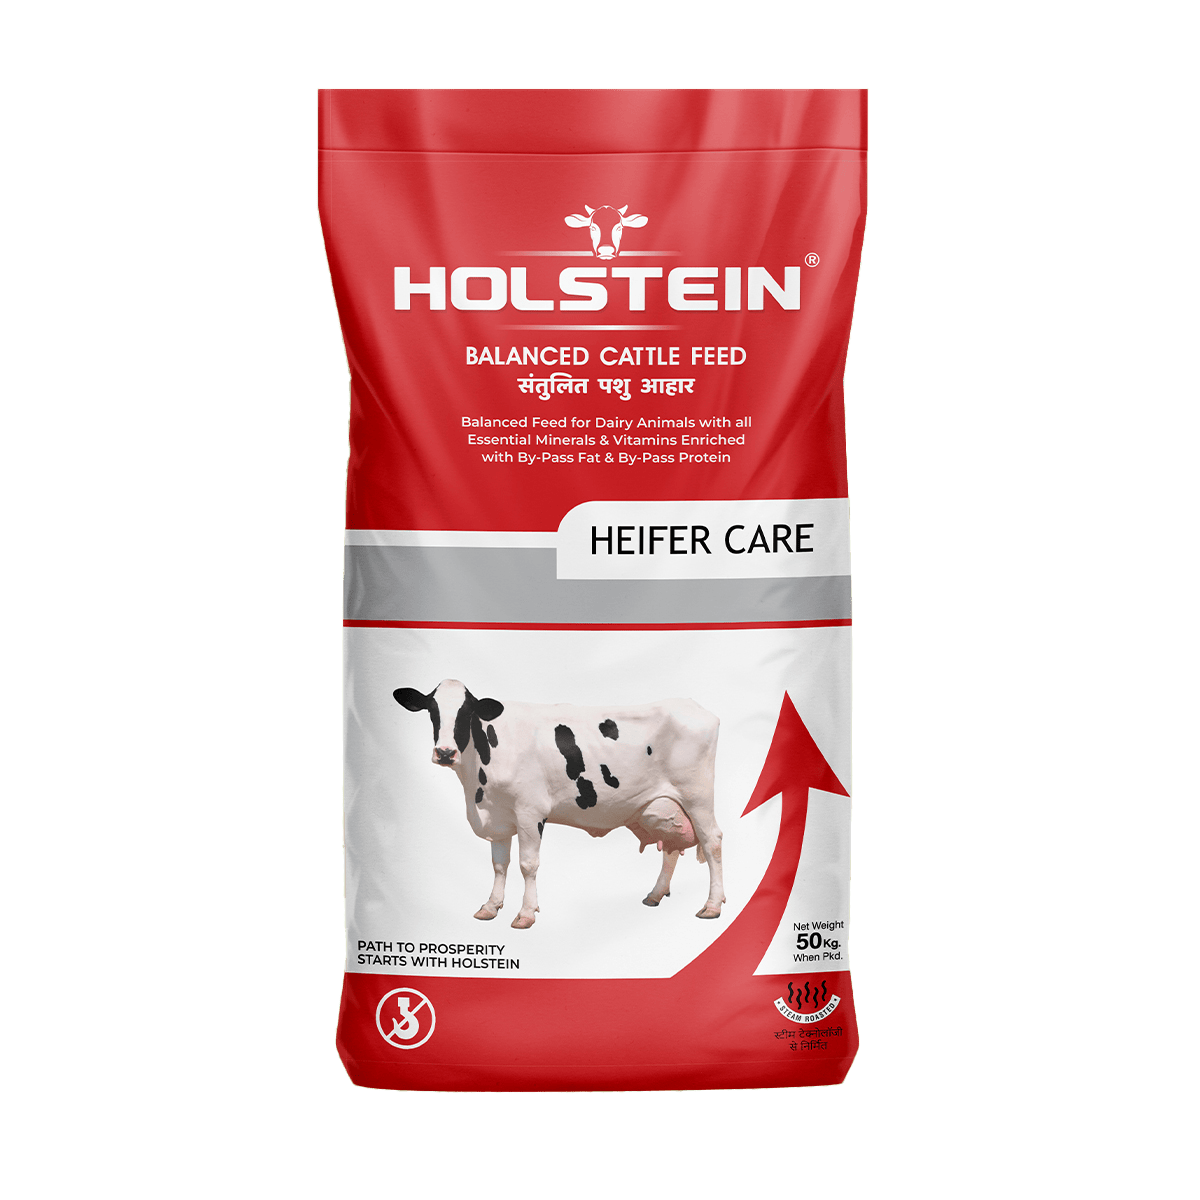 HOLSTEIN®
BALANCED CATTLE FEED
संतुलित पशु आहार
Balanced Feed for Dairy Animals with all
Essential Minerals & Vitamins Enriched
with By-Pass Fat & By-Pass Protein
HEIFER CARE
PATH TO PROSPERITY
STARTS WITH HOLSTEIN
Net Weight
50 Kg.
When Pkd.
• STEAM ROASTED •
स्टीम टेक्नोलॉजी
से निर्मित